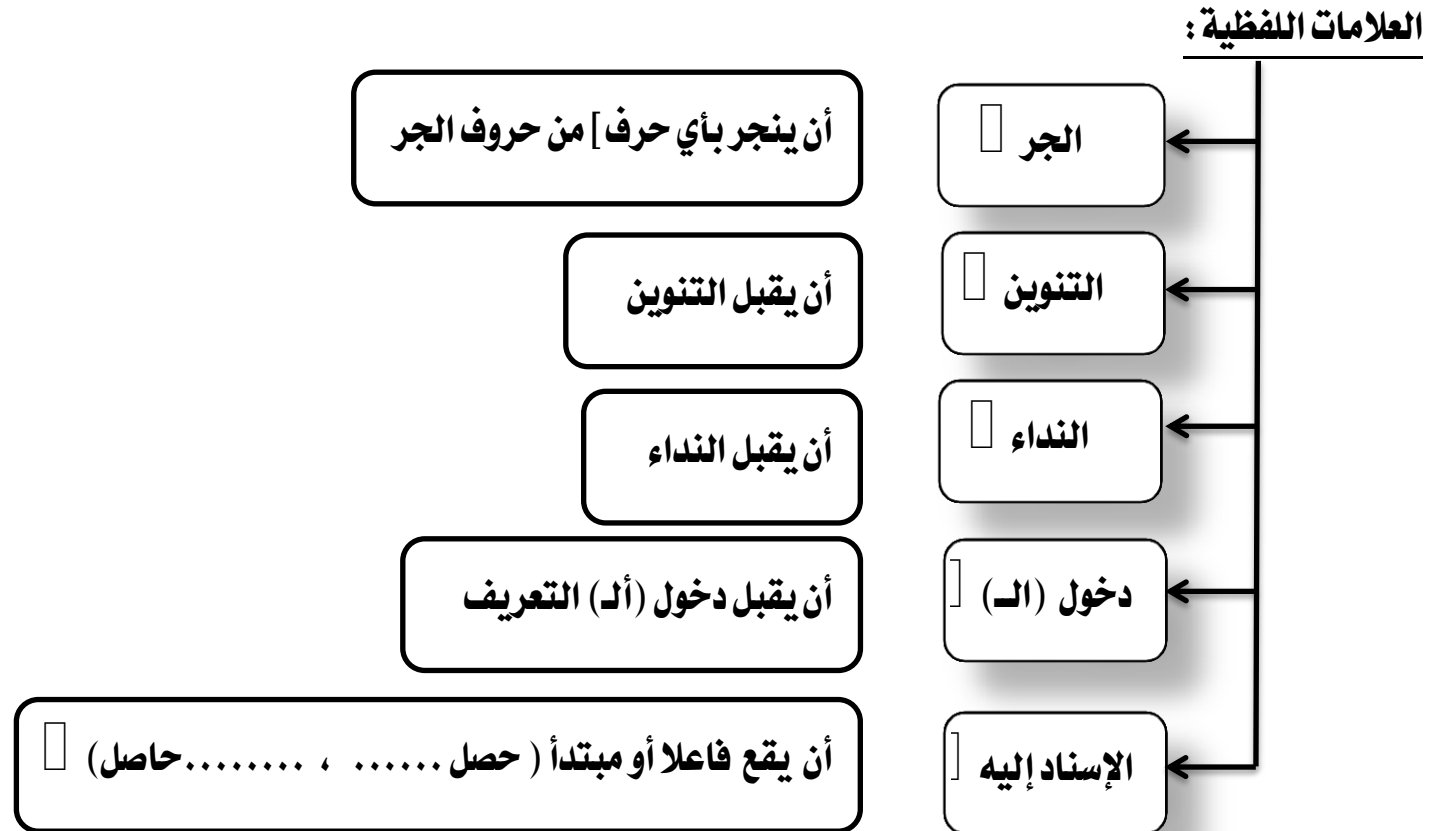 العلامات اللفظية :
الجر
أن ينجر بأي حرف] من حروف الجر
التنوين
أن يقبل التنوين
النداء
أن يقبل النداء
دخول (الـ)
أن يقبل دخول (ألـ) التعريف
الإسناد إليه
أن يقع فاعلا أو مبتدأ ( حصل ...... ، ........حاصل)